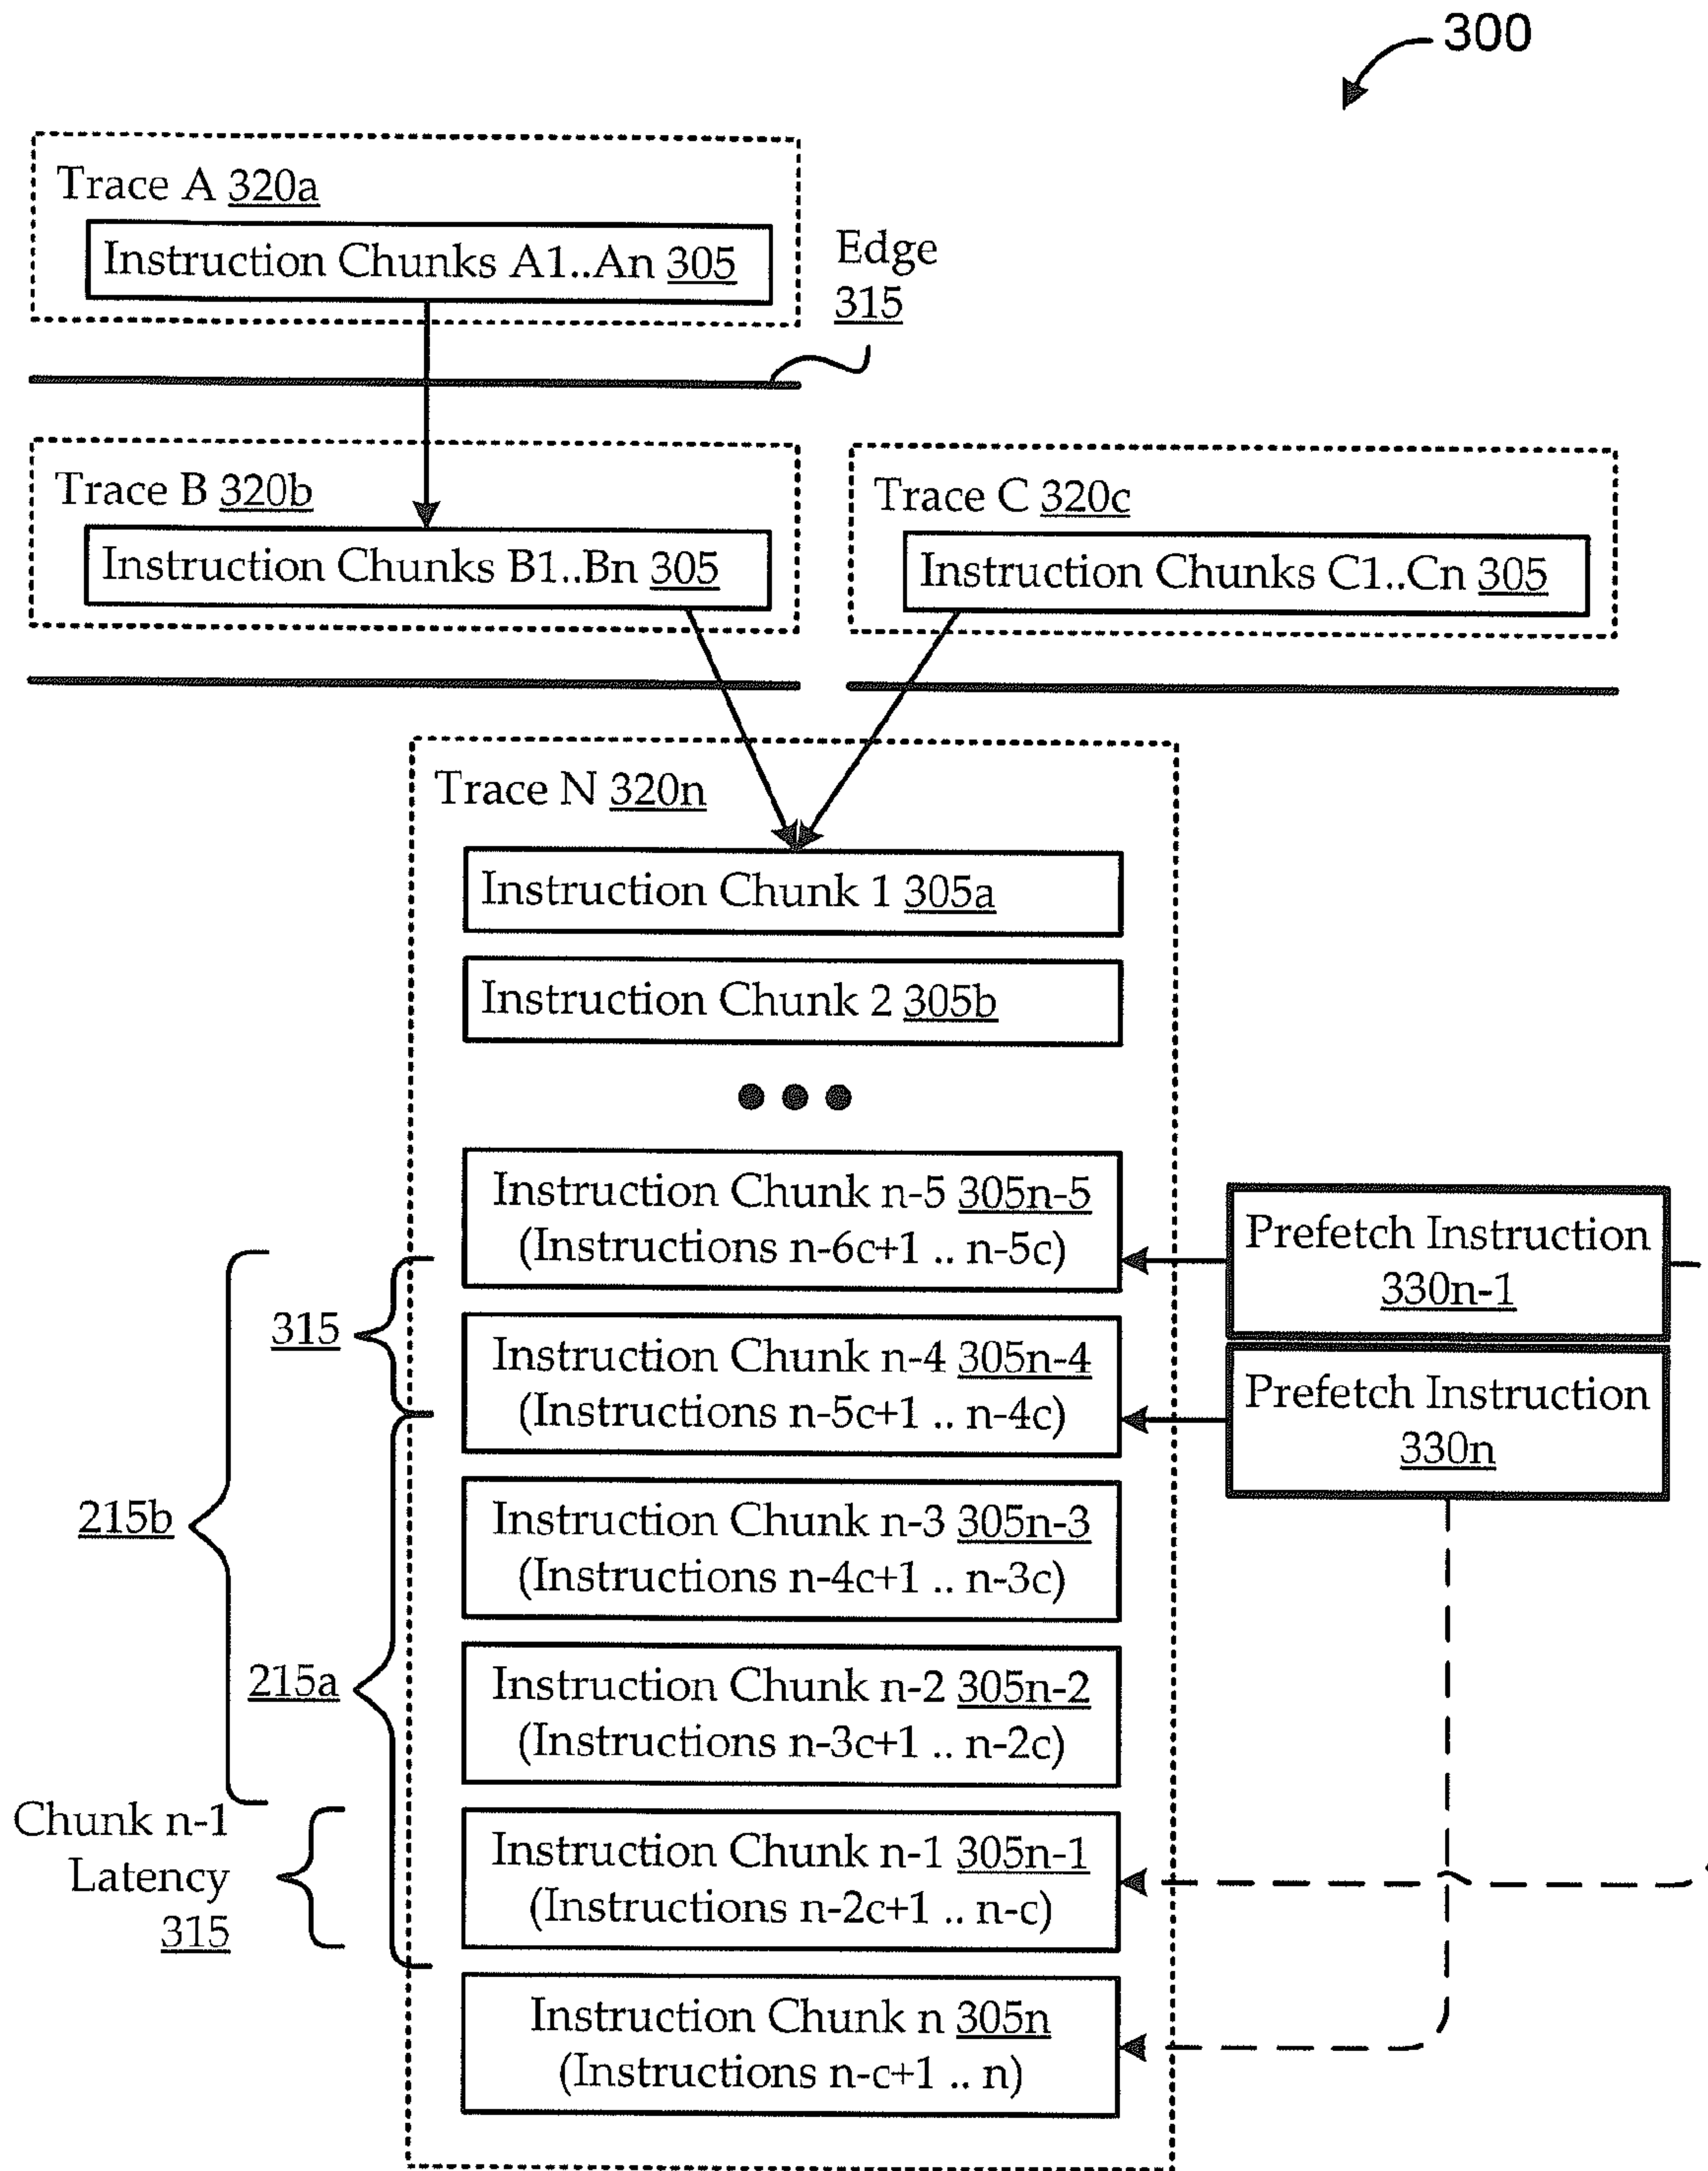 300
Trace A 320a
Instruction Chunks A1..An 305
Edge
315
Trace B 320b
Instruction Chunks B1..Bn 305
Trace C 320c
Instruction Chunks C1..Cn 305
Trace N 320n
Instruction Chunk 1 305a
Instruction Chunk 2 305b
Instruction Chunk n-5 305n-5
(Instructions n-6c+1 .. n-5c)
Prefetch Instruction
330n-1
315
Instruction Chunk n-4 305n-4
(Instructions n-5c+1 .. n-4c)
Prefetch Instruction
330n
215b
Instruction Chunk n-3 305n-3
(Instructions n-4c+1 .. n-3c)
215a
Instruction Chunk n-2 305n-2
(Instructions n-3c+1 .. n-2c)
Chunk n-1
Latency
315
Instruction Chunk n-1 305n-1
(Instructions n-2c+1 .. n-c)
Instruction Chunk n 305n
(Instructions n-c+1 .. n)